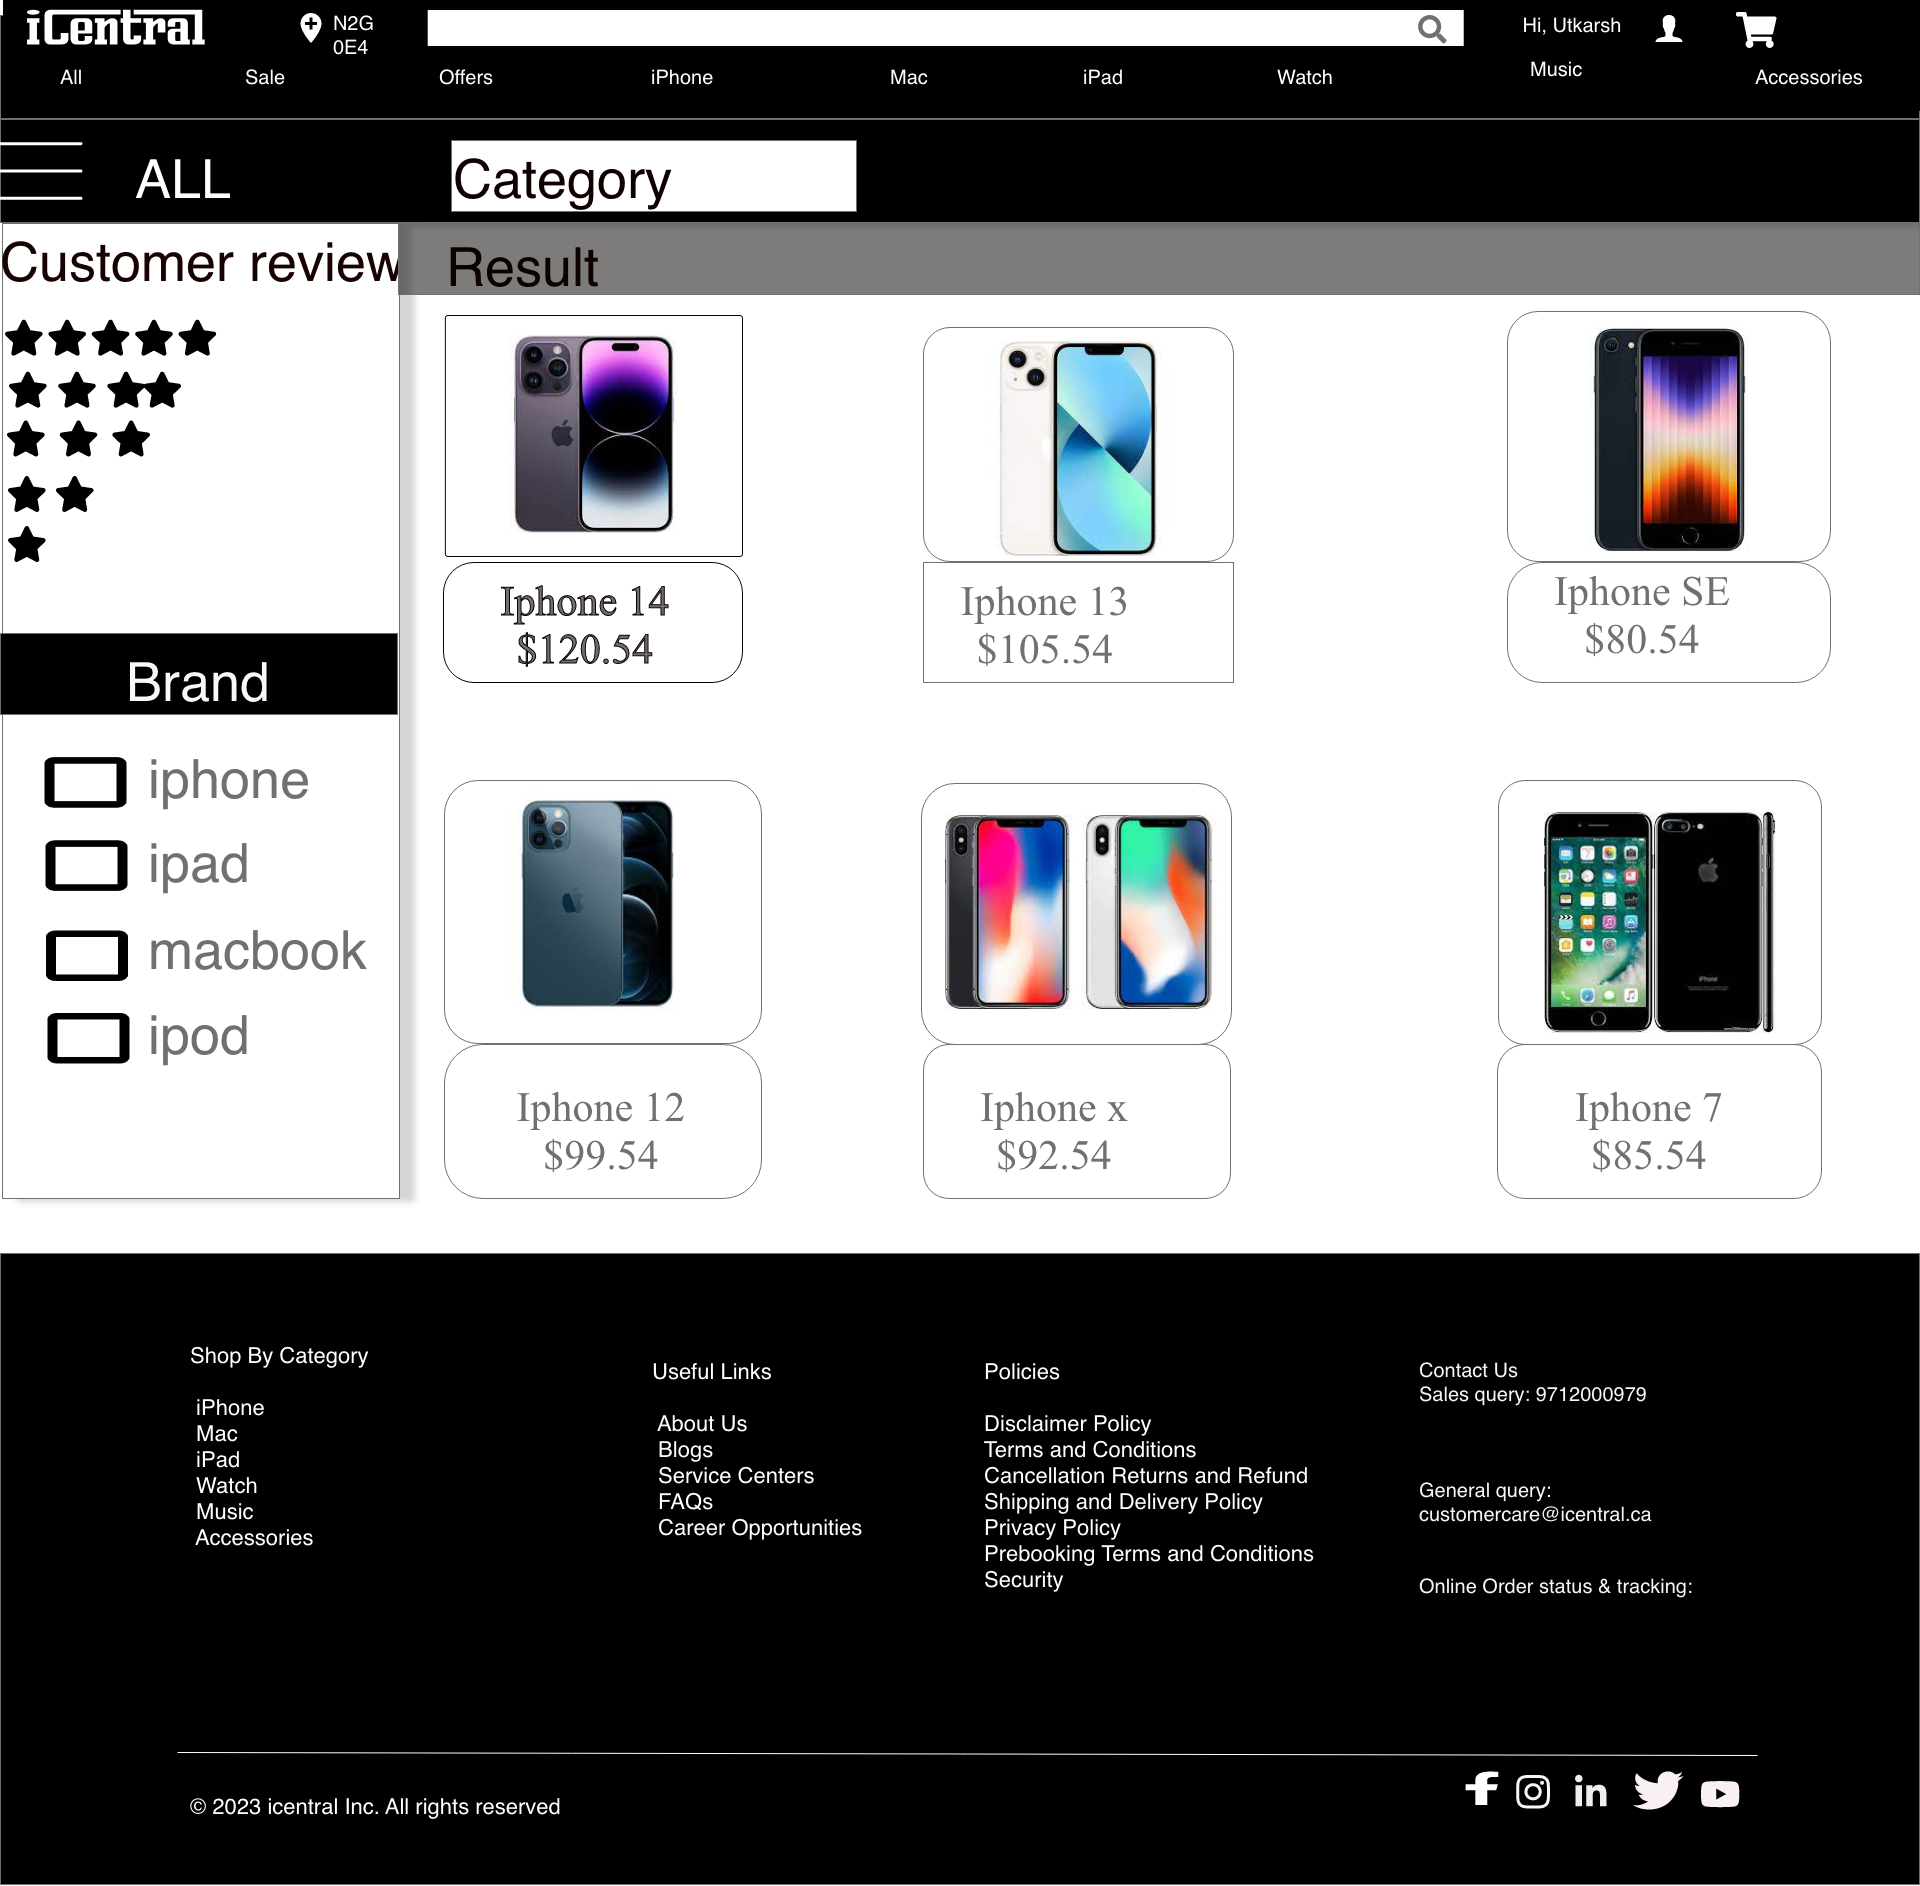 iCentral
N2G
0E4
Hi, Utkarsh
All
Sale
Offers
iPhone
Mac
iPad
Watch
Music
Accessories
ALL
Category
Customer review
Result
Iphone 14
$120.54
Iphone 13
$105.54
Iphone SE
$80.54
Brand
iphone
ipad
macbook
ipod
Iphone 12
$99.54
Iphone x
$92.54
iPhone
Iphone 7
$85.54
Shop By Category
iPhone
Mac
iPad
Watch
Music
Accessories
Useful Links
About Us
Blogs
Service Centers
FAQs
Career Opportunities
Policies
Disclaimer Policy
Terms and Conditions
Cancellation Returns and Refund
Shipping and Delivery Policy
Privacy Policy
Prebooking Terms and Conditions
Security
Contact Us
Sales query: 9712000979
General query:
customercare@icentral.ca
Online Order status & tracking:
© 2023 icentral Inc. All rights reserved